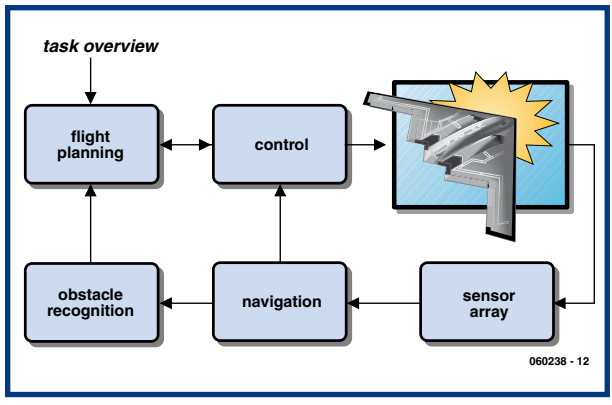 task overview
flight
planning
control
obstacle
recognition
navigation
sensor
array
060238 - 12